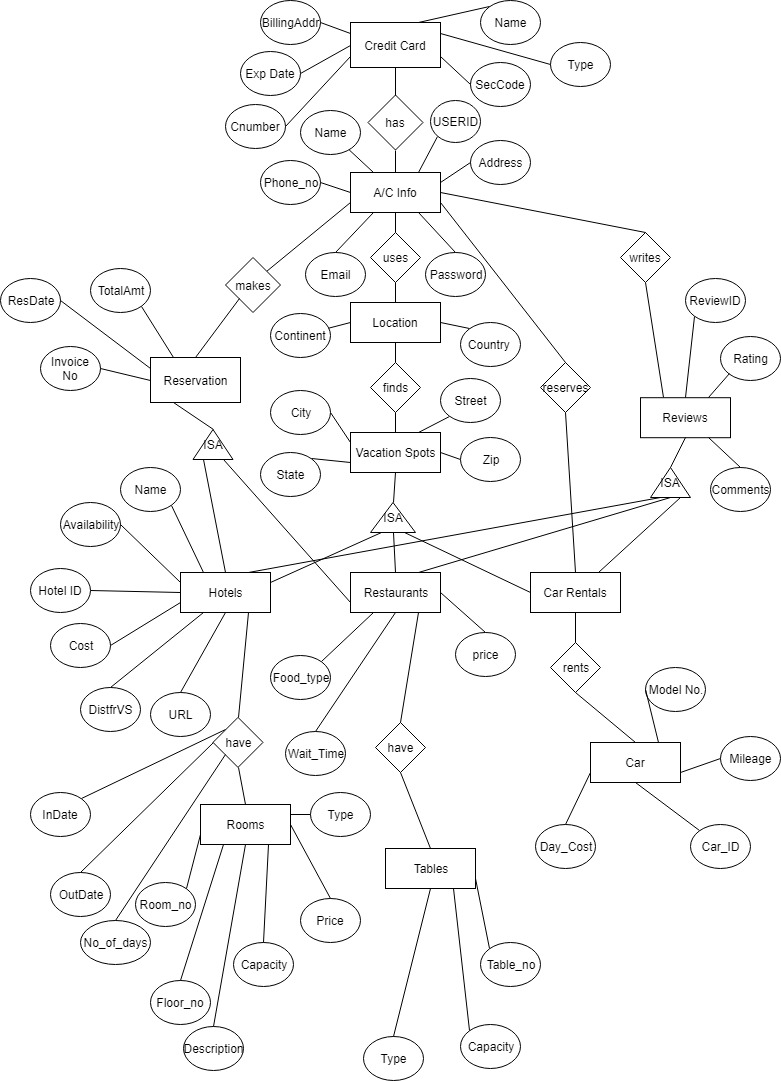 BillingAddr
Name
Credit Card
Type
Exp Date
SecCode
Cnumber
has
USERID
Name
Address
Phone_no
A/C Info
uses
writes
Email
Password
makes
ResDate
TotalAmt
ReviewID
Location
Continent
Country
Rating
Invoice
No
Reservation
finds
reserves
Street
City
Reviews
ISA
Vacation Spots
Zip
State
ISA
Name
Comments
Availability
ISA
Hotel ID
Hotels
Restaurants
Car Rentals
Cost
price
rents
Food_type
Model No.
DistfrVS
URL
have
Wait_Time
have
Car
Mileage
InDate
Rooms
Type
Day_Cost
Car_ID
Tables
OutDate
Room_no
Price
No_of_days
Capacity
Table_no
Floor_no
Description
Type
Capacity